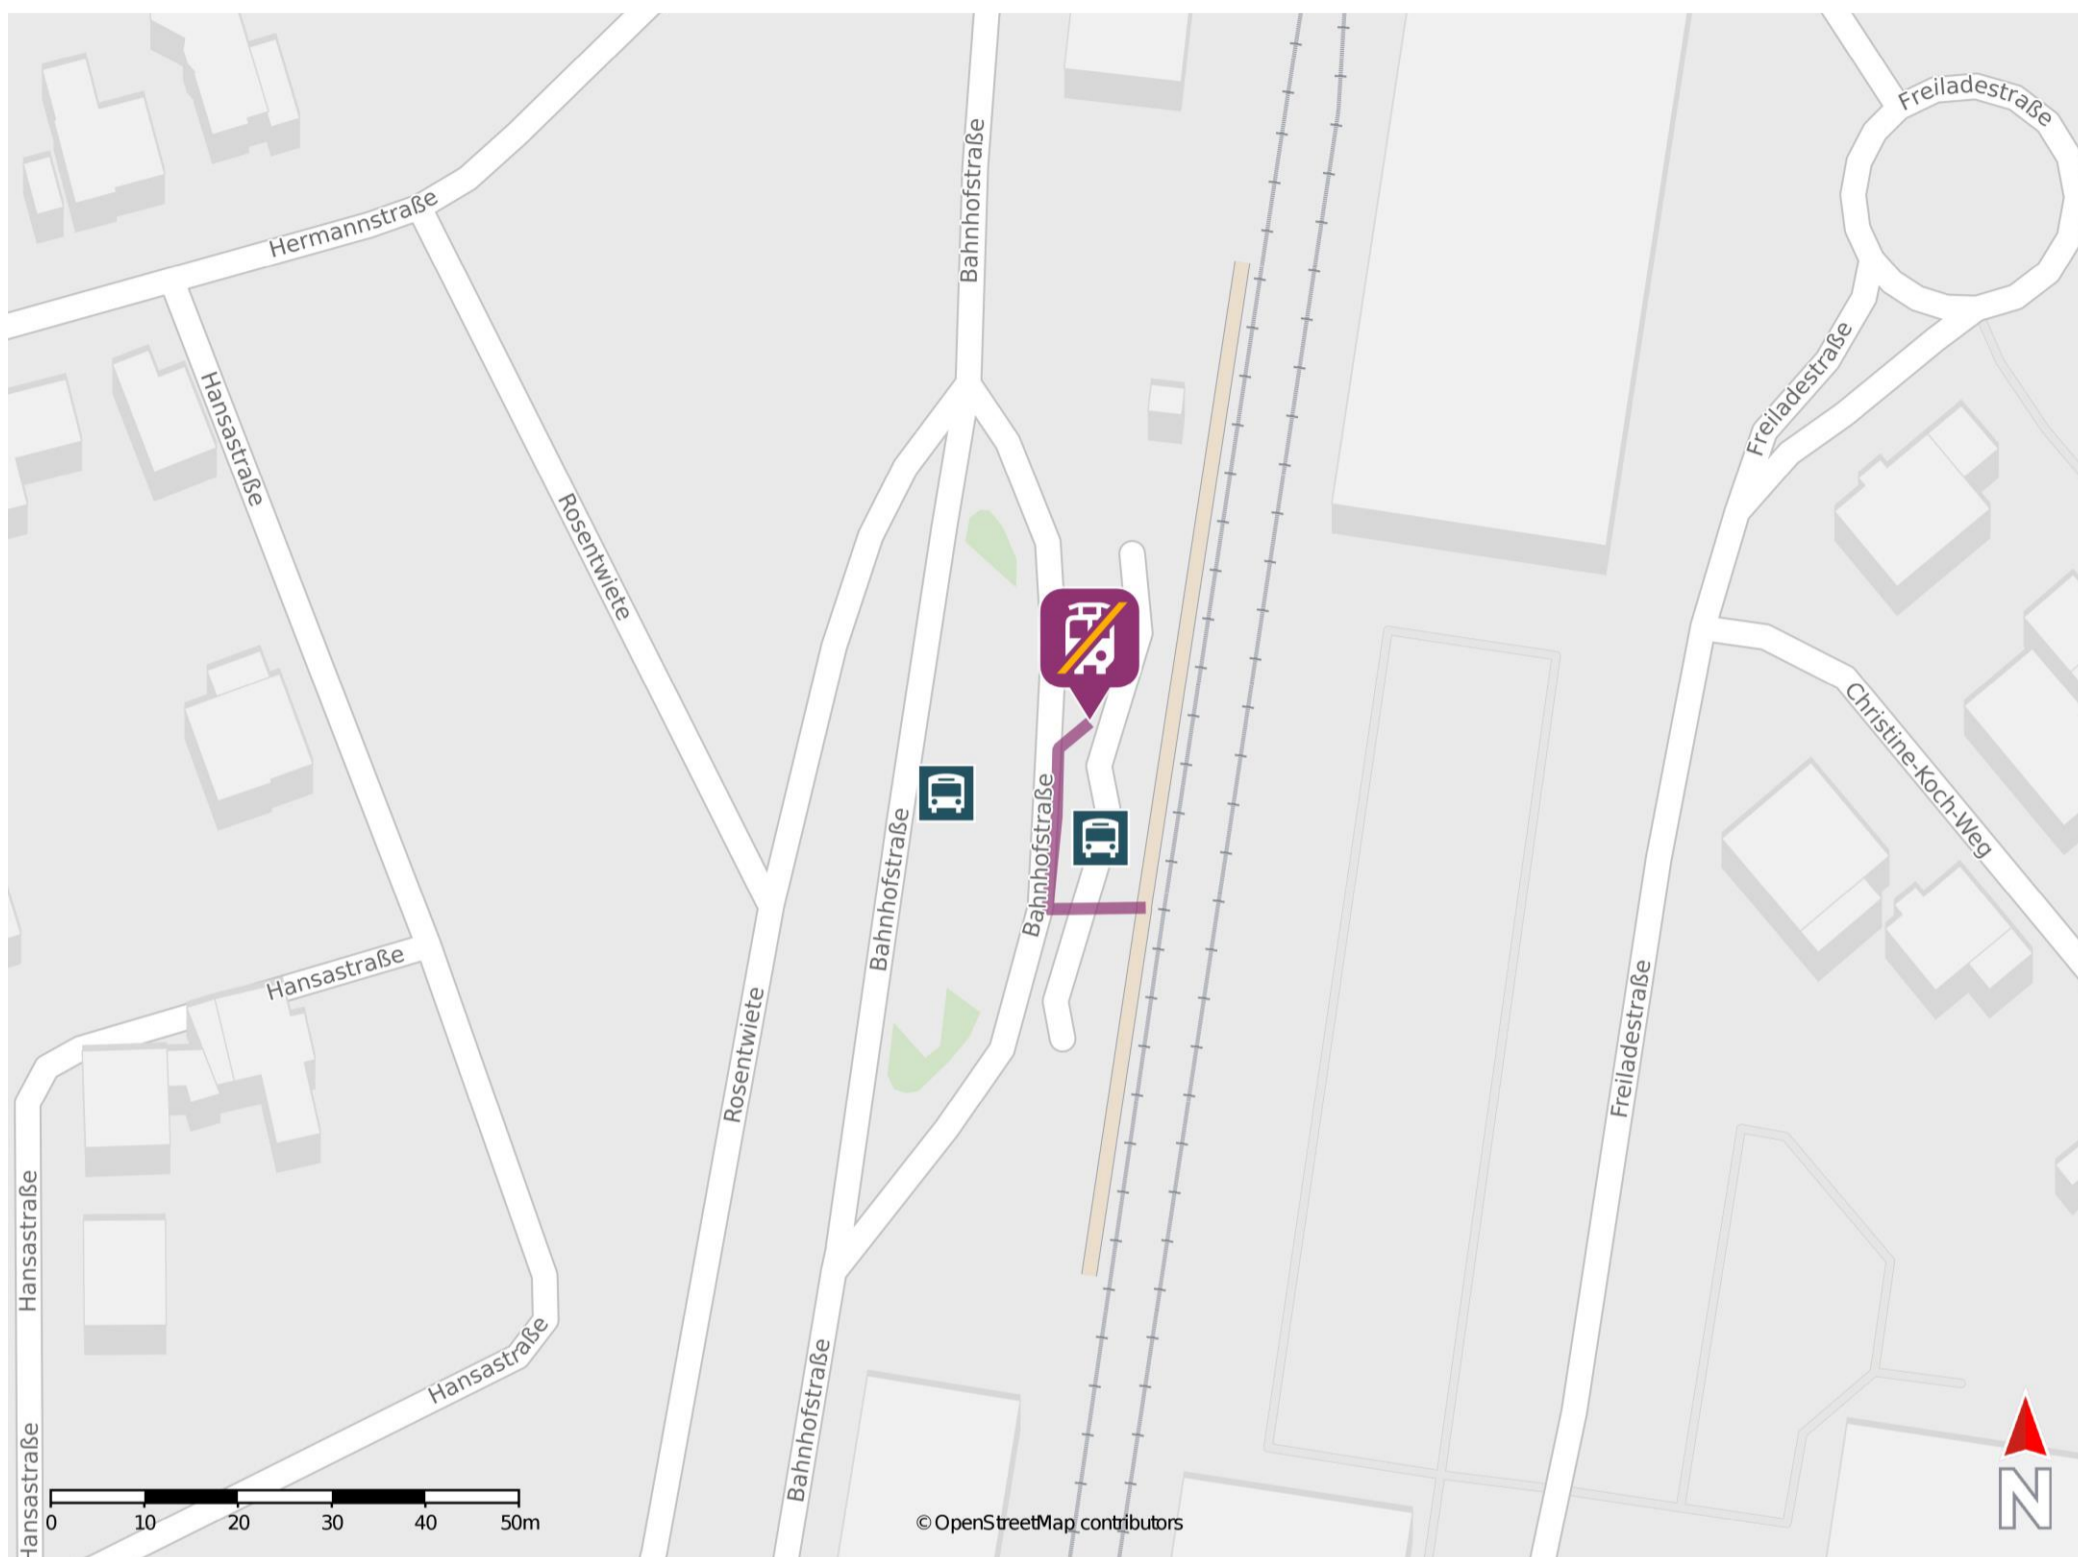 Freiladestraße
Bahnhofstraße
Hermannstraße
Freiladestraße
Hansastraße
Rosentwiete
Christine-Koch-Weg
Bahnhofstraße
Bahnhofstraße
Hansastraße
Rosentwiete
Freiladestraße
Hansastraße
Hansastraße
Bahnhofstraße
Hansastraße
0 10 20 30 40 50m
© OpenStreetMap contributors
N